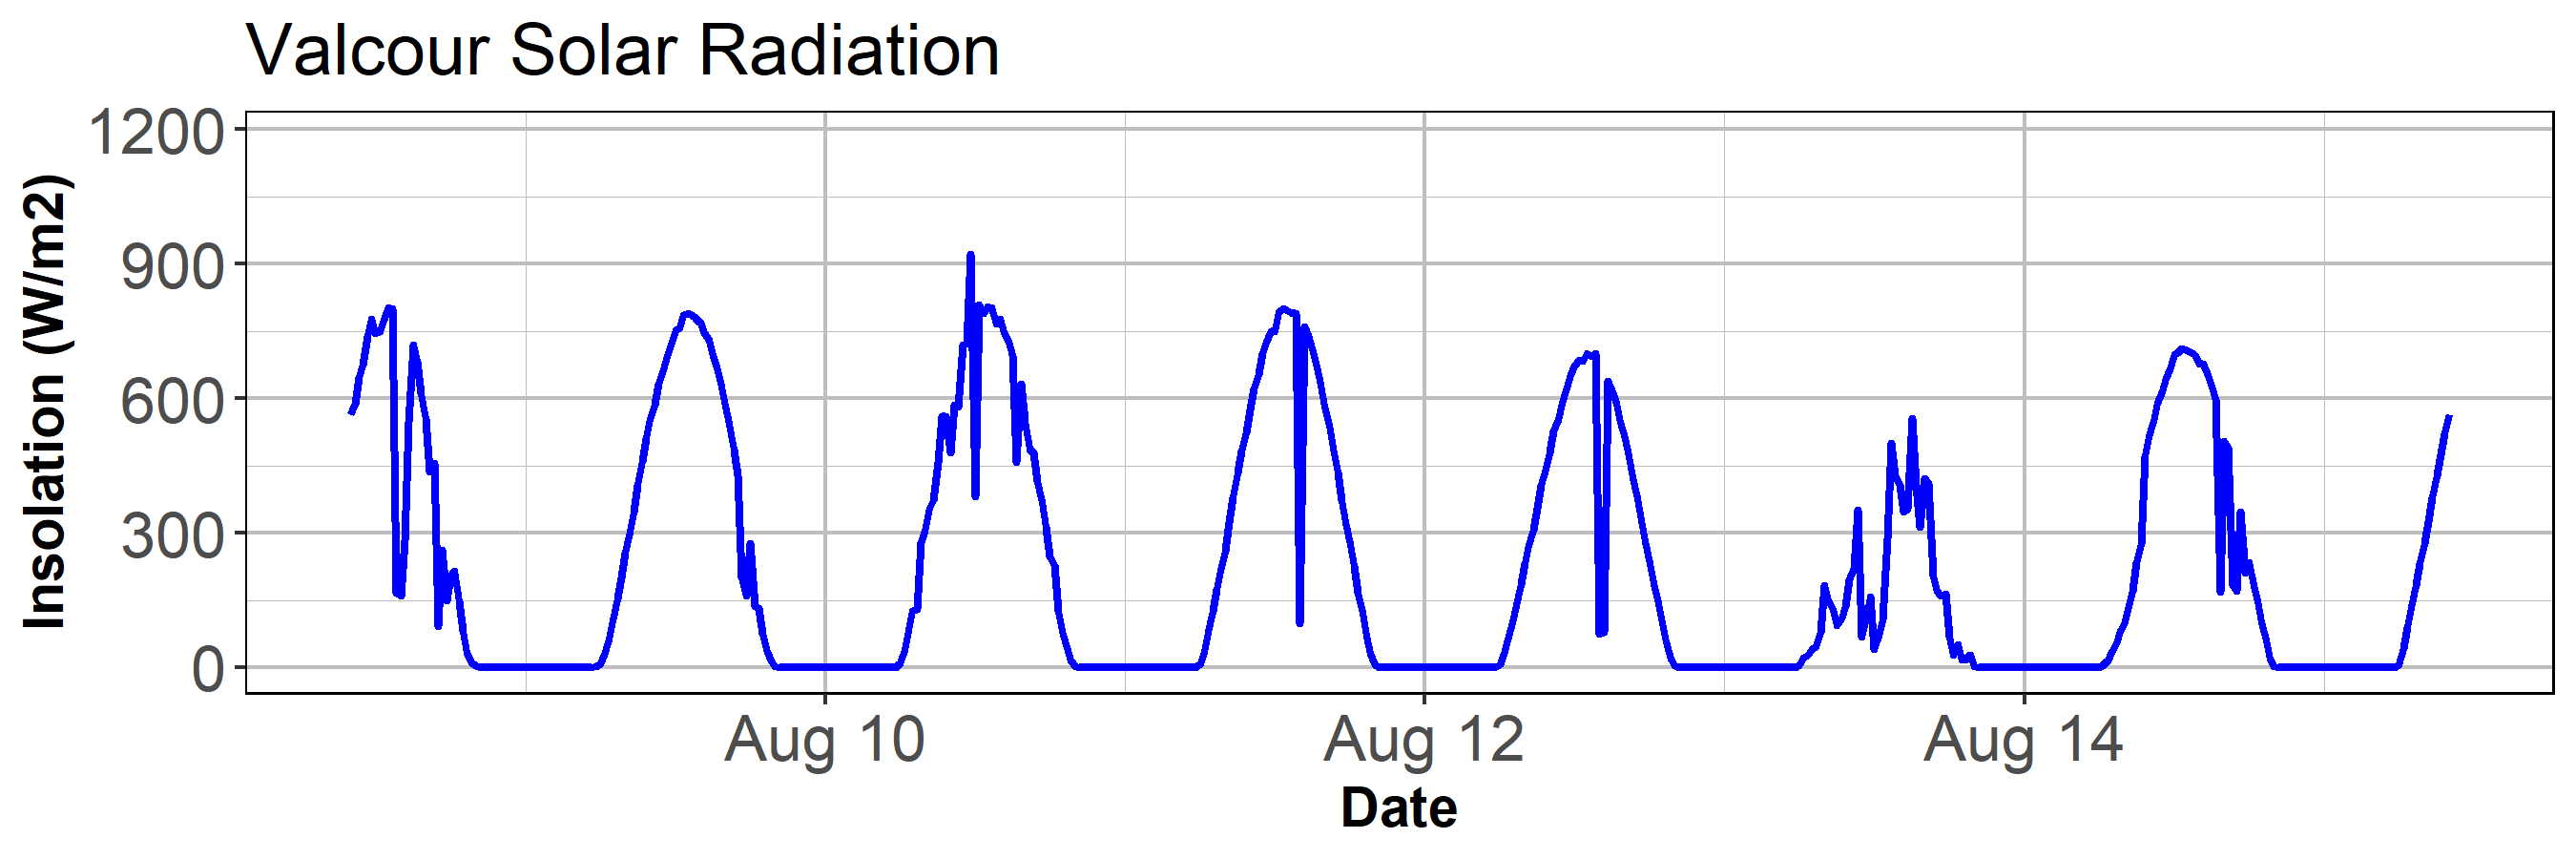 Valcour Solar Radiation
Insolation (W/m2)
1200
900
600
300
0
Aug 10
Aug 12
Aug 14
Date